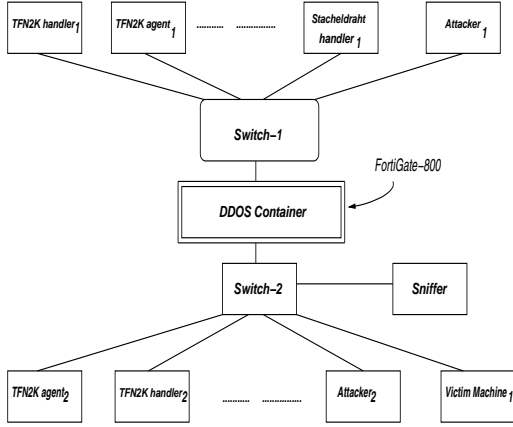 TFN2K handler1
TFN2K agent1
........... .................
Stacheldraht
handler1
Attacker1
Switch-1
FortiGate-800
DDOS Container
Switch-2
Sniffer
TFN2K agent2
TFN2K handler2
........... .................
Attacker2
Victim Machine1